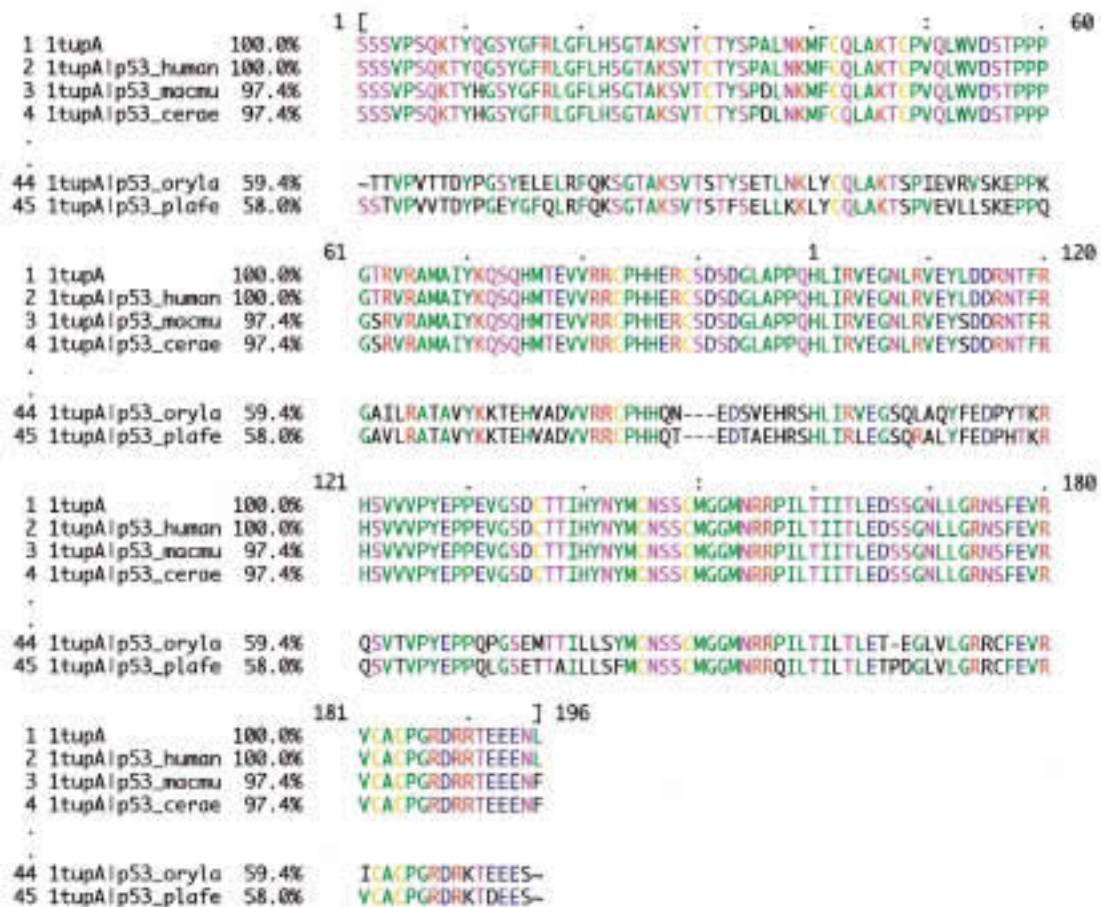 1 [ . . . : . 60
1 1tupA 100.0% SSSVPSQKTYQGSYGFRLGFLHSGTAKSVTCTYSPALNKMFCQLAKTCPVQLWVDSTPPP
2 1tupA|p53_human 100.0% SSSVPSQKTYQGSYGFRLGFLHSGTAKSVTCTYSPALNKMFCQLAKTCPVQLWVDSTPPP
3 1tupA|p53_macmu 97.4% SSSVPSQKTYHGSYGFRLGFLHSGTAKSVTCTYSPDLNKMFCQLAKTCPVQLWVDSTPPP
4 1tupA|p53_cerae 97.4% SSSVPSQKTYHGSYGFRLGFLHSGTAKSVTCTYSPDLNKMFCQLAKTCPVQLWVDSTPPP
.
.
44 1tupA|p53_oryla 59.4% ~TTVPVTTDYPGSYELELRFQKSGTAKSVTSTYSETLNKLYCQLAKTSPIEVRVSKEPPK
45 1tupA|p53_plafe 58.0% SSTVPVVTDYPGEYGFQLRFQKSGTAKSVTSTFSELLKKLYCQLAKTSPVEVLLSKEPPQ
61 . . . 1 . 120
1 1tupA 100.0% GTRVRAMAIYKQSQHMTEVVRRCPHHERCSDSDGLAPPQHLIRVEGNLRVEYLDDRNTFR
2 1tupA|p53_human 100.0% GTRVRAMAIYKQSQHMTEVVRRCPHHERCSDSDGLAPPQHLIRVEGNLRVEYLDDRNTFR
3 1tupA|p53_macmu 97.4% GSRVRAMAIYKQSQHMTEVVRRCPHHERCSDSDGLAPPQHLIRVEGNLRVEYSDDRNTFR
4 1tupA|p53_cerae 97.4% GSRVRAMAIYKQSQHMTEVVRRCPHHERCSDSDGLAPPQHLIRVEGNLRVEYSDDRNTFR
.
.
44 1tupA|p53_oryla 59.4% GAILRATAVYKKTEHVADVVRRCPHHQN---EDSVEHRSHLIRVEGSQLAQYFEDPYTKR
45 1tupA|p53_plafe 58.0% GAVLRATAVYKKTEHVADVVRRCPHHQT---EDTAEHRSHLIRLEGSQRALYFEDPHTKR
121 . . : . . 180
1 1tupA 100.0% HSVVVPYEPPEVGSDCTTIHYNYMCNSSCMGGMNRRPILTIITLEDSSGNLLGRNSFEVR
2 1tupA|p53_human 100.0% HSVVVPYEPPEVGSDCTTIHYNYMCNSSCMGGMNRRPILTIITLEDSSGNLLGRNSFEVR
3 1tupA|p53_macmu 97.4% HSVVVPYEPPEVGSDCTTIHYNYMCNSSCMGGMNRRPILTIITLEDSSGNLLGRNSFEVR
4 1tupA|p53_cerae 97.4% HSVVVPYEPPEVGSDCTTIHYNYMCNSSCMGGMNRRPILTIITLEDSSGNLLGRNSFEVR
.
.
44 1tupA|p53_oryla 59.4% QSVTVPYEPPQPGSEMTTILLSYMCNSSCMGGMNRRPILTILTLET-EGLVLGRRCFEVR
45 1tupA|p53_plafe 58.0% QSVTVPYEPPQLGSETTAILLSFMCNSSCMGGMNRRQILTILTLETPDGLVLGRRCFEVR
181 . ] 196
1 1tupA 100.0% VCACPGRDRRTEEENL
2 1tupA|p53_human 100.0% VCACPGRDRRTEEENL
3 1tupA|p53_macmu 97.4% VCACPGRDRRTEEENF
4 1tupA|p53_cerae 97.4% VCACPGRDRRTEEENF
.
.
44 1tupA|p53_oryla 59.4% ICACPGRDRKTEEES~
45 1tupA|p53_plafe 58.0% VCACPGRDRKTDEES~